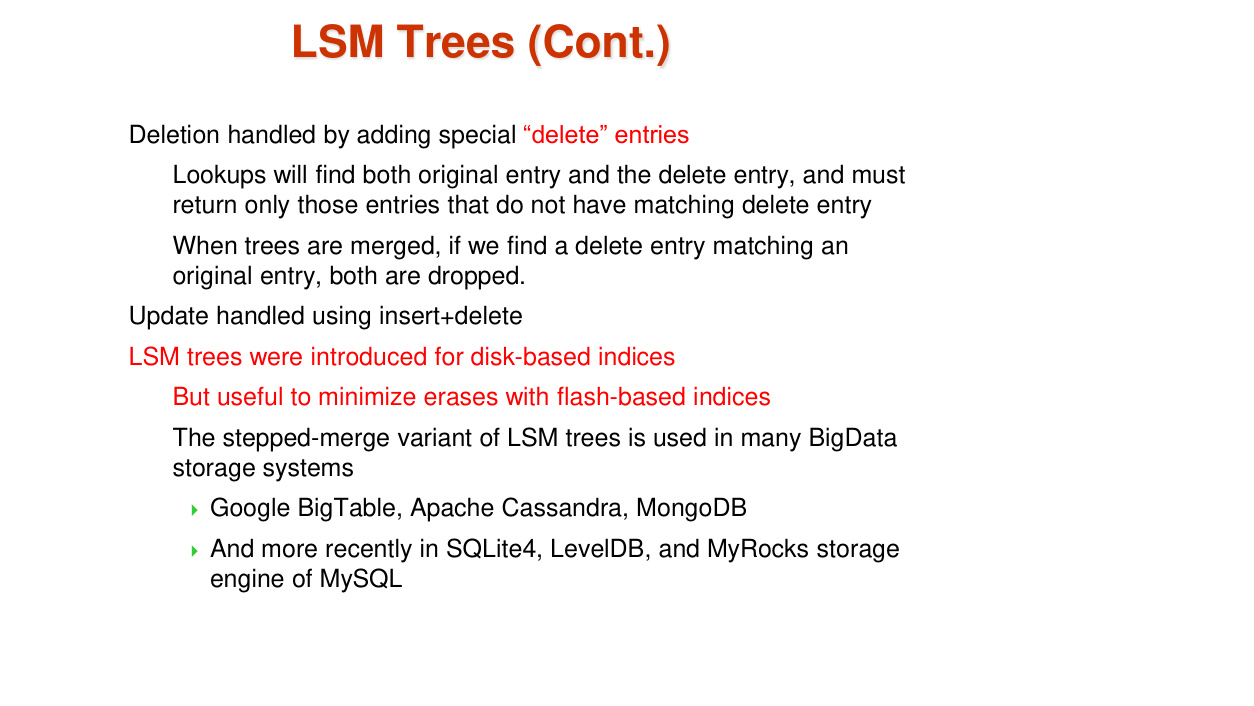 LSM Trees (Cont.)
Deletion handled by adding special “delete” entries
Lookups will find both original entry and the delete entry, and must
return only those entries that do not have matching delete entry
When trees are merged, if we find a delete entry matching an
original entry, both are dropped.
Update handled using insert+delete
LSM trees were introduced for disk-based indices
But useful to minimize erases with flash-based indices
The stepped-merge variant of LSM trees is used in many BigData
storage systems
Google BigTable, Apache Cassandra, MongoDB
And more recently in SQLite4, LevelDB, and MyRocks storage
engine of MySQL